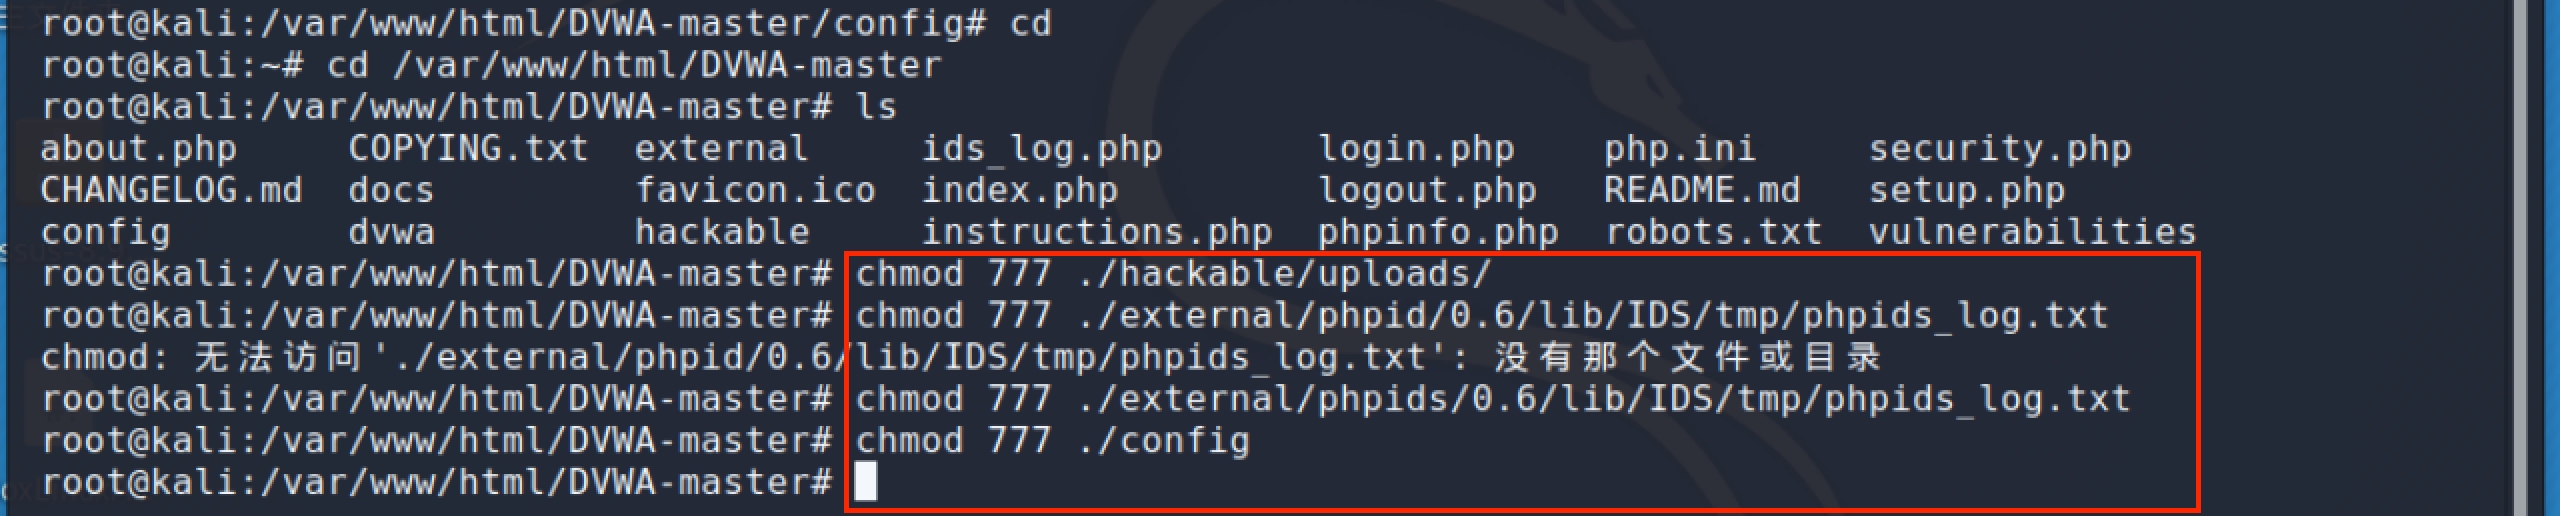 root@kali:/var/www/html/DVWA-master/config# cd
root@kali:~# cd /var/www/html/DVWA-master
root@kali:/var/www/html/DVWA-master# ls
about.php COPYING.txt external ids_log.php login.php php.ini security.php
CHANGELOG.md docs favicon.ico index.php logout.php README.md setup.php
config dvwa hackable instructions.php phpinfo.php robots.txt vulnerabilities
root@kali:/var/www/html/DVWA-master# chmod 777 ./hackable/uploads/
root@kali:/var/www/html/DVWA-master# chmod 777 ./external/phpid/0.6/lib/IDS/tmp/phpids_log.txt
chmod: 无法访问'./external/phpid/0.6/lib/IDS/tmp/phpids_log.txt': 没有那个文件或目录
root@kali:/var/www/html/DVWA-master# chmod 777 ./external/phpids/0.6/lib/IDS/tmp/phpids_log.txt
root@kali:/var/www/html/DVWA-master# chmod 777 ./config
root@kali:/var/www/html/DVWA-master#